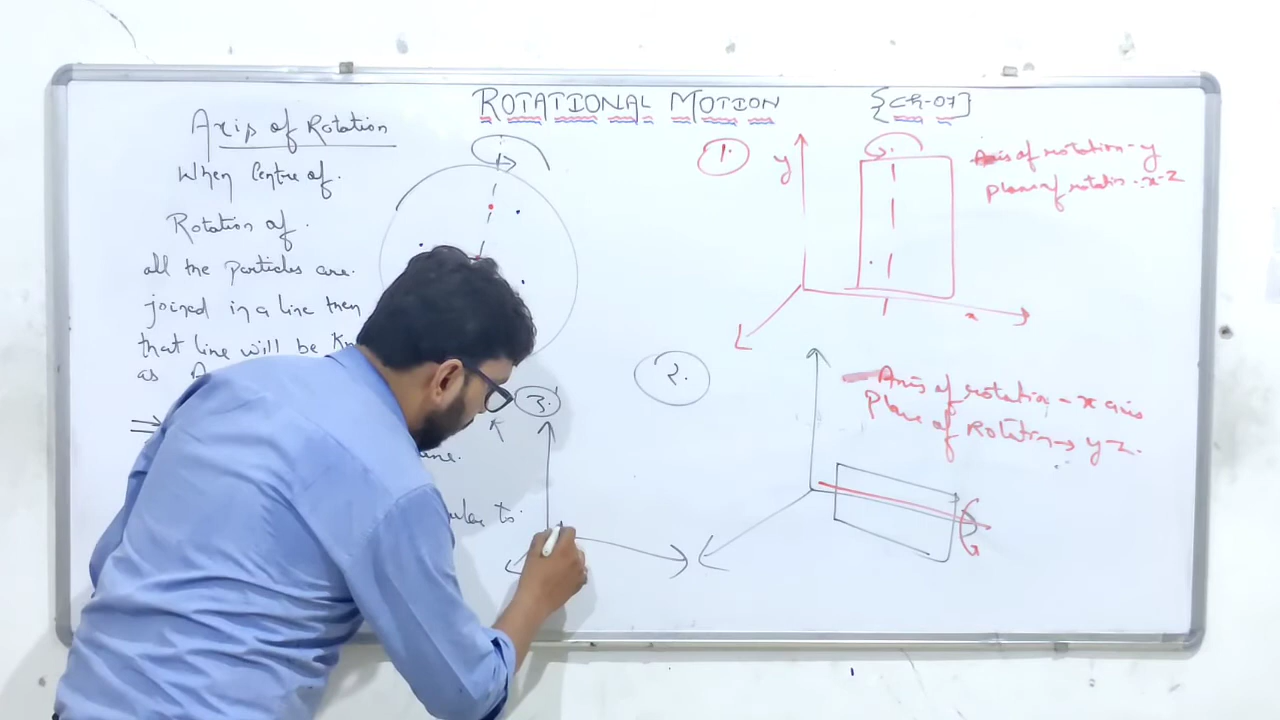 ROTATIONAL MOTION {Ch-07}
Axis of Rotation
When Centre of.
Rotation of.
all the particles are.
joined in a line then
that line will be
as
to.
1.
y
x
Axis of rotation - y
plane of rotation - x-z
2.
Axis of rotation - x axis
Plane of Rotation → yz.
3.